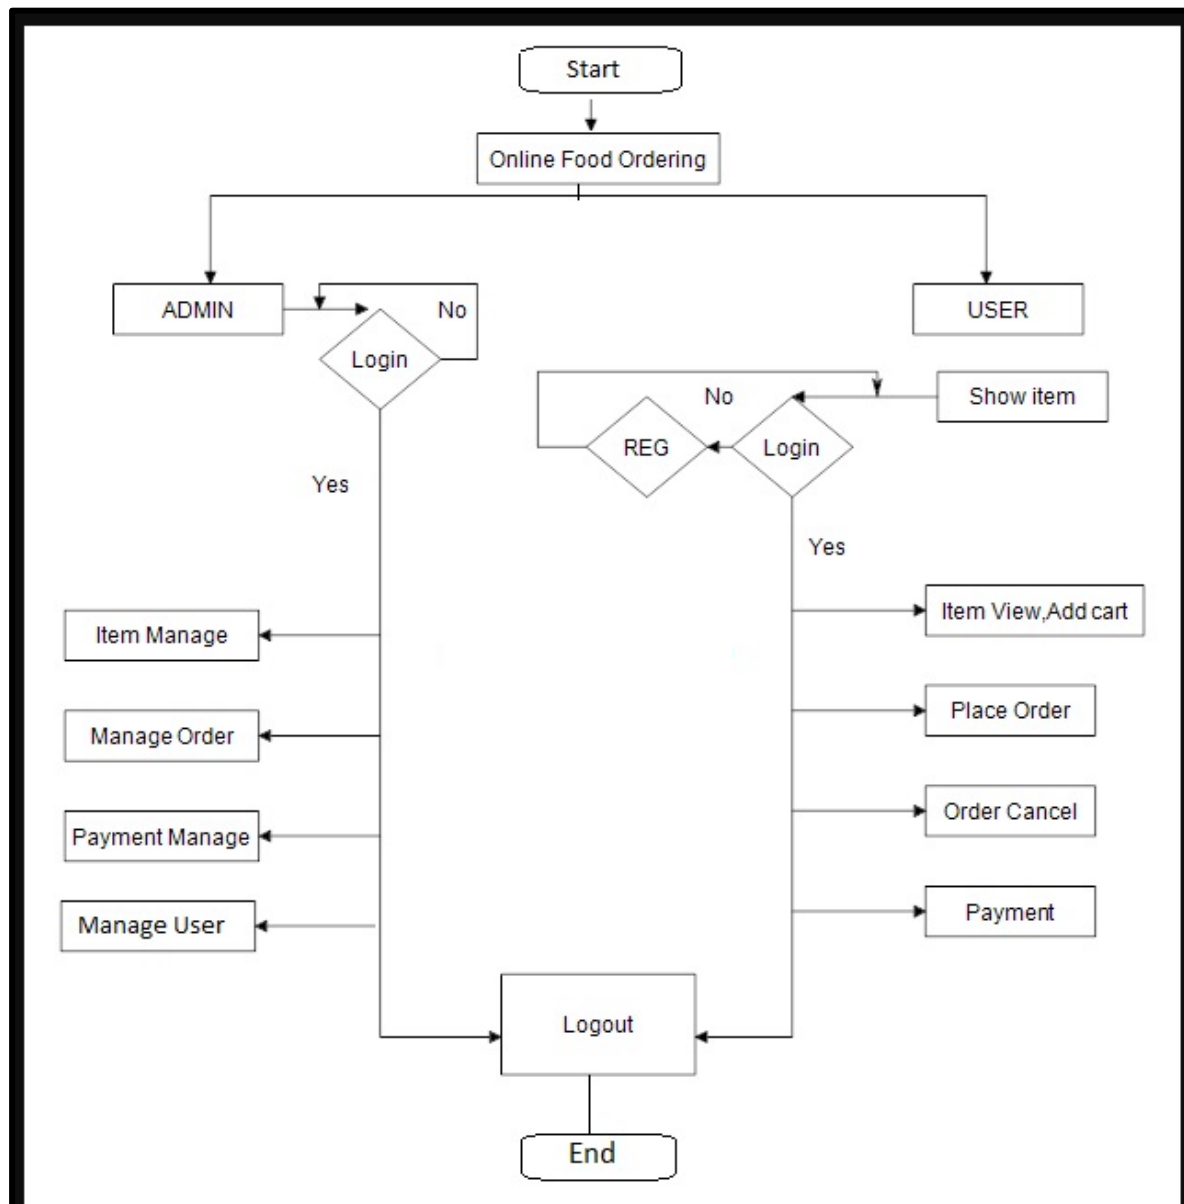 Start
Online Food Ordering
ADMIN
No
USER
Login
Show item
No
REG
Login
Yes
Yes
Item View,Add cart
Item Manage
Place Order
Manage Order
Order Cancel
Payment Manage
Payment
Manage User
Logout
End